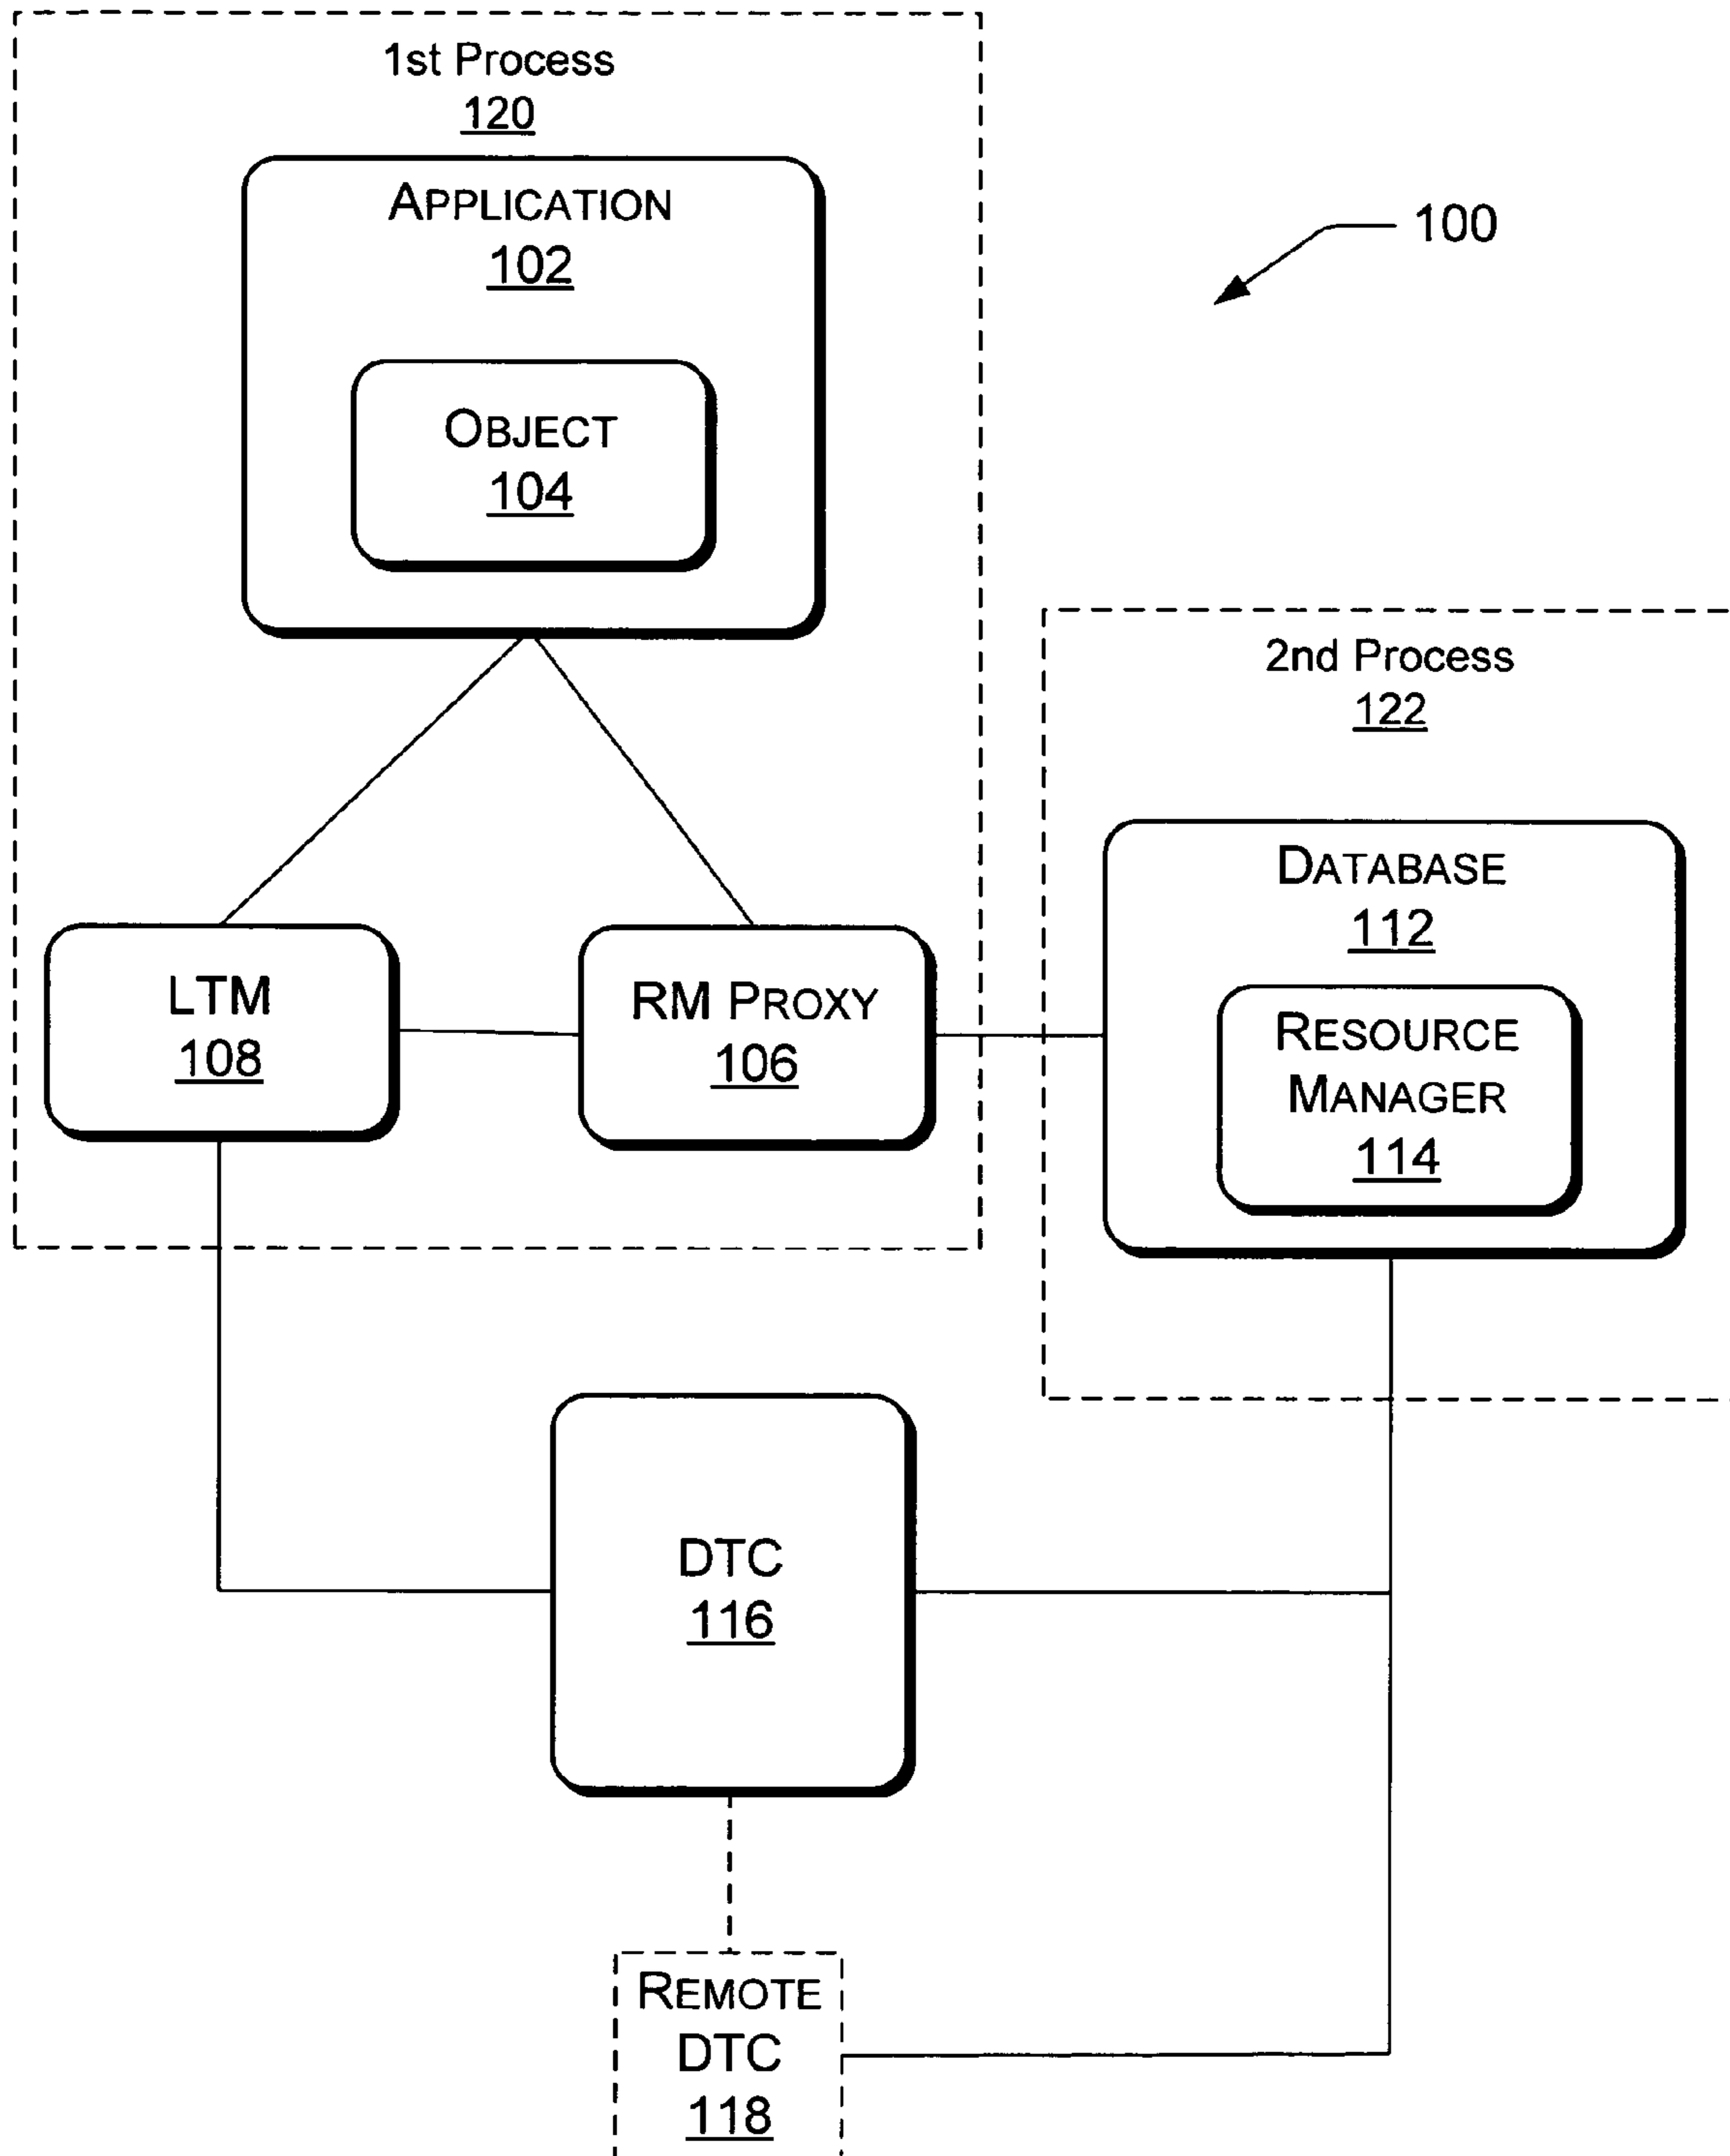 1st Process
120
APPLICATION
102
100
OBJECT
104
2nd Process
122
DATABASE
112
LTM
108
RM PROXY
106
RESOURCE
MANAGER
114
DTC
116
REMOTE
DTC
118